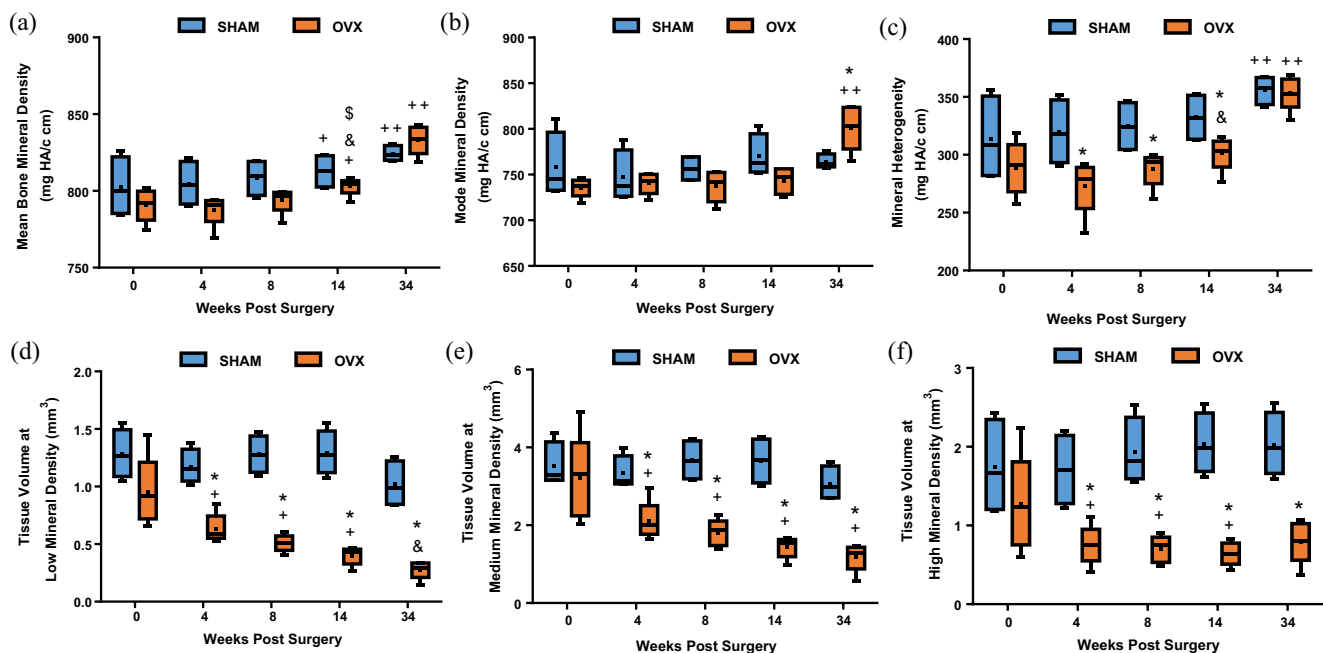 (a)
SHAM
OVX
Mean Bone Mineral Density
(mg HA/c cm)
900
850
800
750
+
$
&
+
++
++
0
4
8
14
34
Weeks Post Surgery
(b)
SHAM
OVX
Mode Mineral Density
(mg HA/c cm)
900
850
800
750
700
650
*
++
0
4
8
14
34
Weeks Post Surgery
(c)
SHAM
OVX
Mineral Heterogeneity
(mg HA/c cm)
400
350
300
250
200
*
*
*
&
++
++
0
4
8
14
34
Weeks Post Surgery
(d)
SHAM
OVX
Tissue Volume at
Low Mineral Density (mm³)
2.0
1.5
1.0
0.5
0.0
*
+
*
+
*
+
*
&
0
4
8
14
34
Weeks Post Surgery
(e)
SHAM
OVX
Tissue Volume at
Medium Mineral Density (mm³)
6
4
2
0
*
+
*
+
*
+
*
+
0
4
8
14
34
Weeks Post Surgery
(f)
SHAM
OVX
Tissue Volume at
High Mineral Density (mm³)
3
2
1
0
*
+
*
+
*
+
*
0
4
8
14
34
Weeks Post Surgery